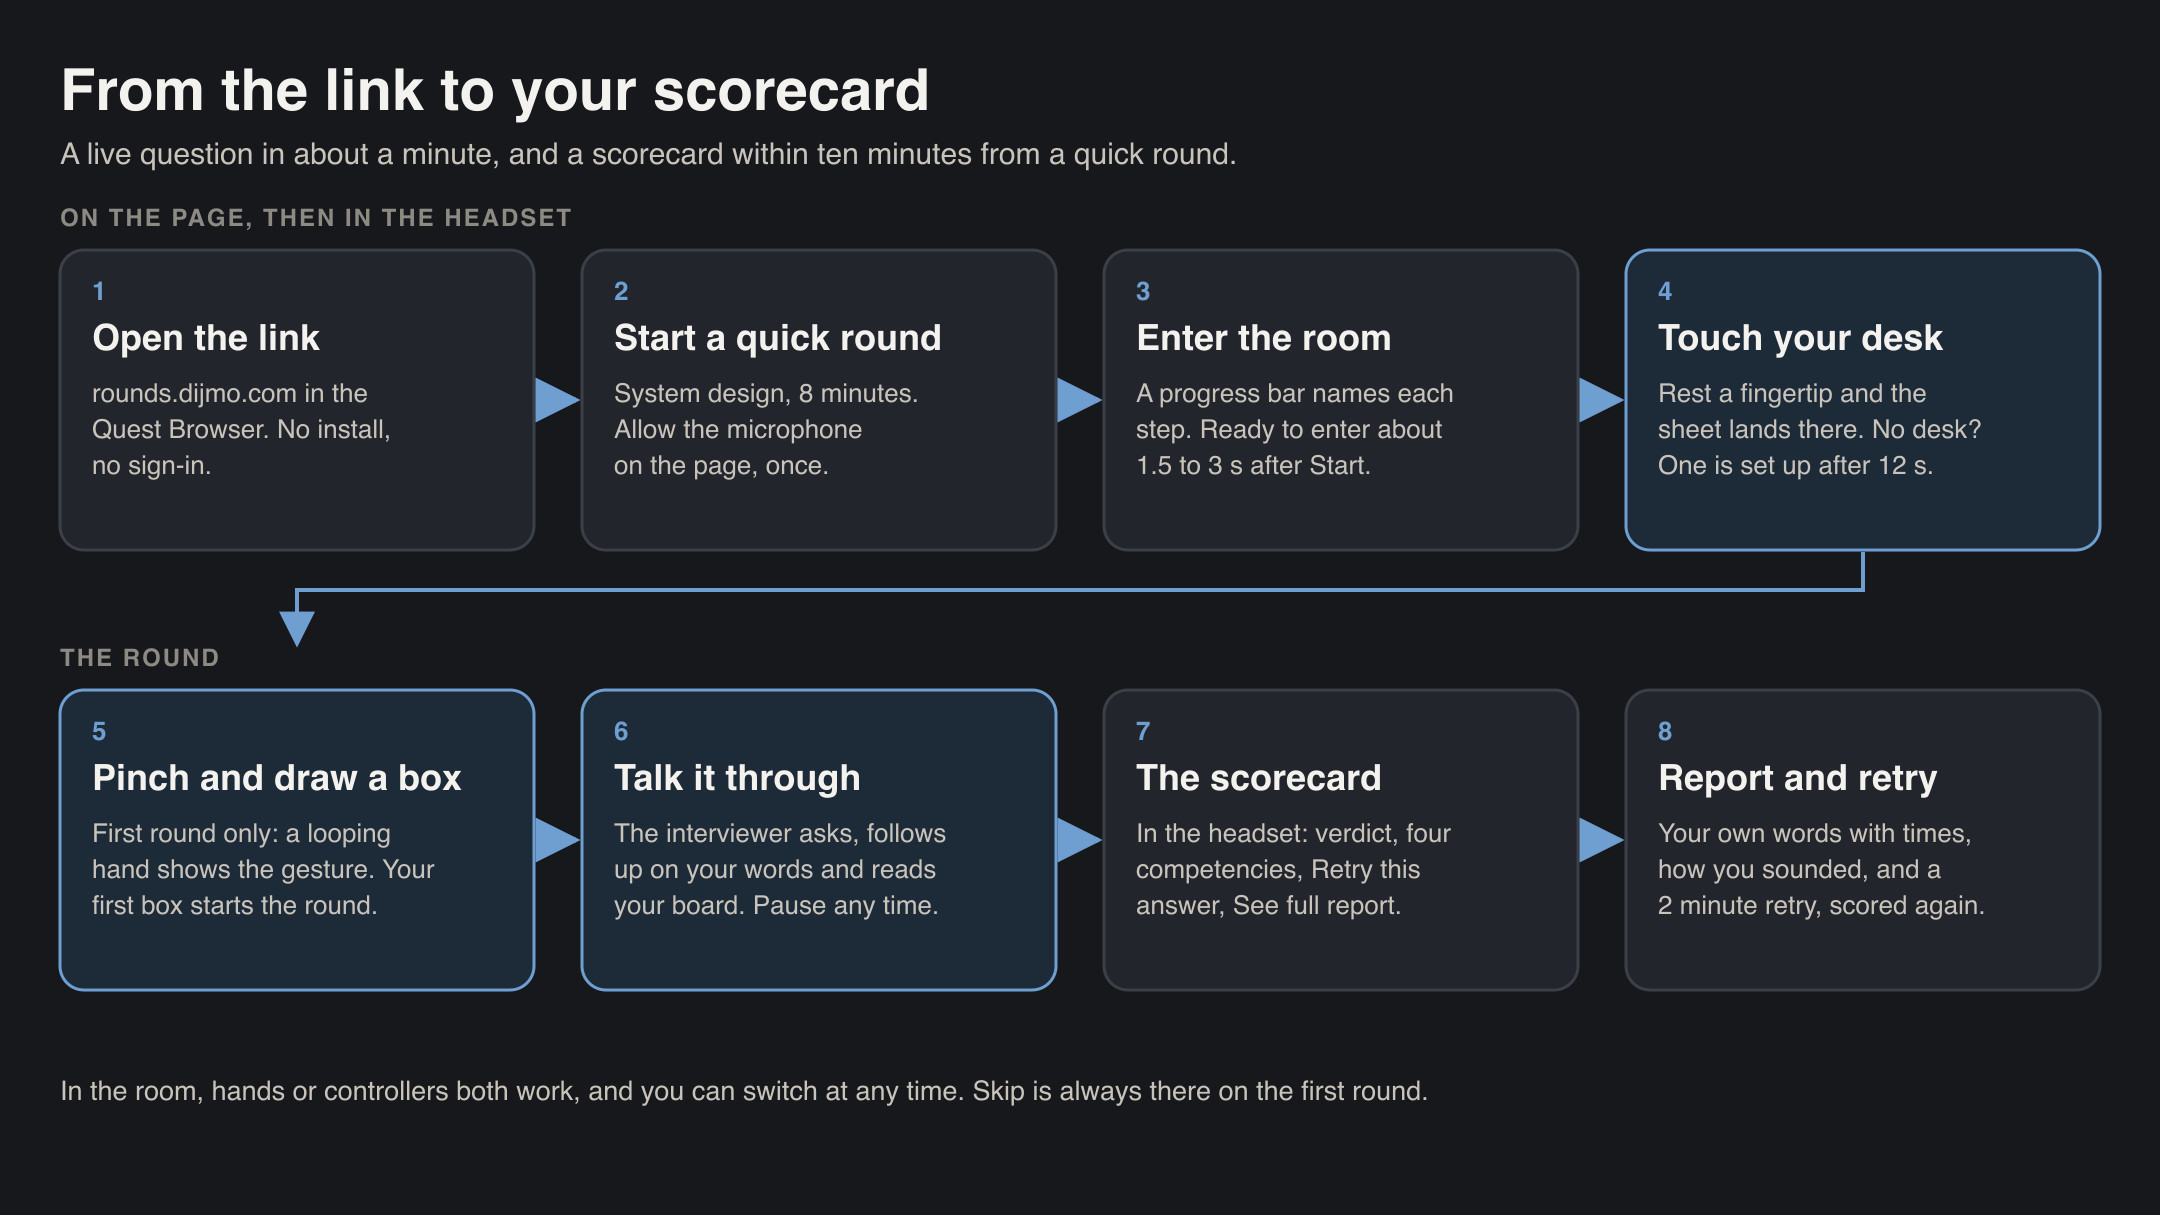 From the link to your scorecard
A live question in about a minute, and a scorecard within ten minutes from a quick round.
ON THE PAGE, THEN IN THE HEADSET
1
Open the link
rounds.dijmo.com in the
Quest Browser. No install,
no sign-in.
2
Start a quick round
System design, 8 minutes.
Allow the microphone
on the page, once.
3
Enter the room
A progress bar names each
step. Ready to enter about
1.5 to 3 s after Start.
4
Touch your desk
Rest a fingertip and the
sheet lands there. No desk?
One is set up after 12 s.
THE ROUND
5
Pinch and draw a box
First round only: a looping
hand shows the gesture. Your
first box starts the round.
6
Talk it through
The interviewer asks, follows
up on your words and reads
your board. Pause any time.
7
The scorecard
In the headset: verdict, four
competencies, Retry this
answer, See full report.
8
Report and retry
Your own words with times,
how you sounded, and a
2 minute retry, scored again.
In the room, hands or controllers both work, and you can switch at any time. Skip is always there on the first round.